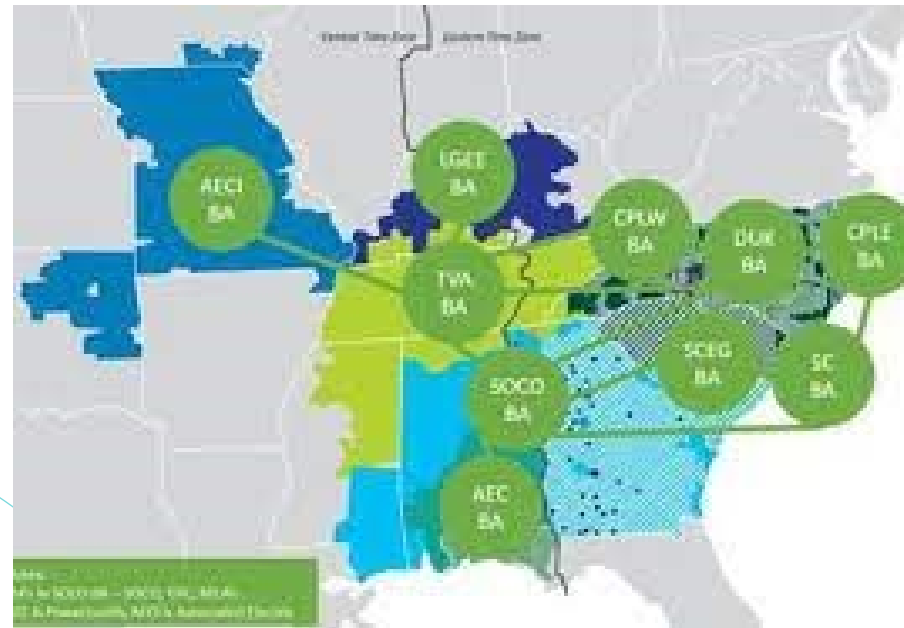 Central Time Zone
Eastern Time Zone
AECI
BA
LGEE
BA
CPLW
BA
DUK
BA
CPLE
BA
TVA
BA
SCEG
BA
SC
BA
SOCO
BA
AEC
BA